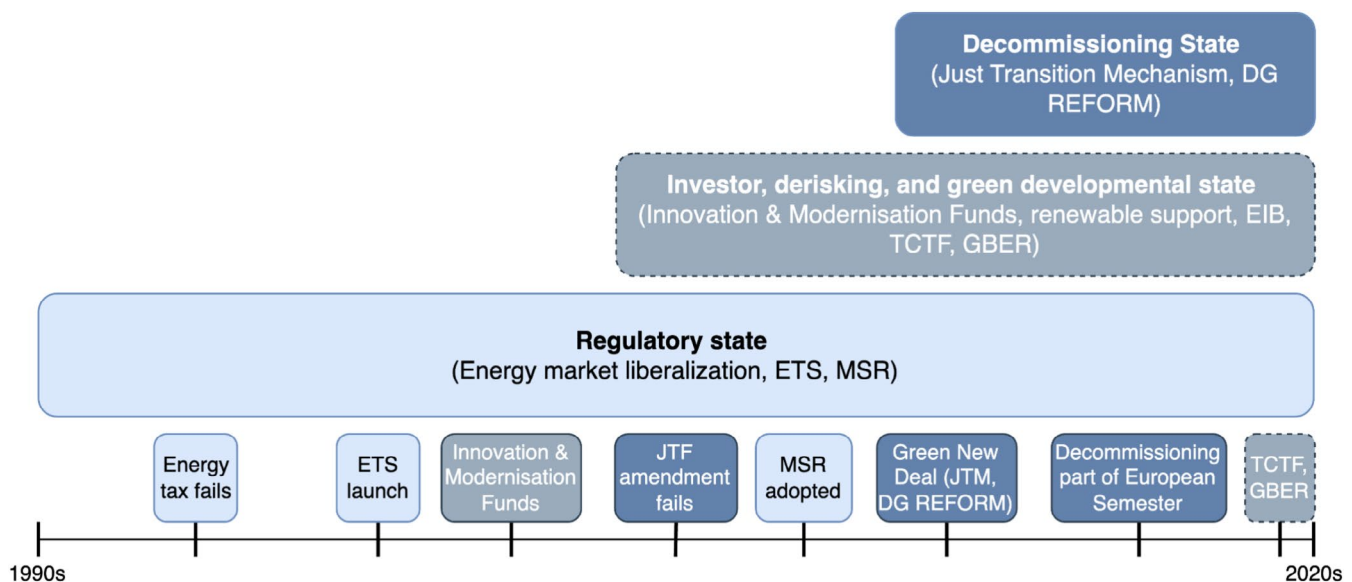 Decommissioning State
(Just Transition Mechanism, DG
REFORM)
Investor, derisking, and green developmental state
(Innovation & Modernisation Funds, renewable support, EIB,
TCTF, GBER)
Regulatory state
(Energy market liberalization, ETS, MSR)
Energy
tax fails
ETS
launch
Innovation &
Modernisation
Funds
JTF
amendment
fails
MSR
adopted
Green New
Deal (JTM,
DG REFORM)
Decommissioning
part of European
Semester
TCTF,
GBER
1990s
2020s